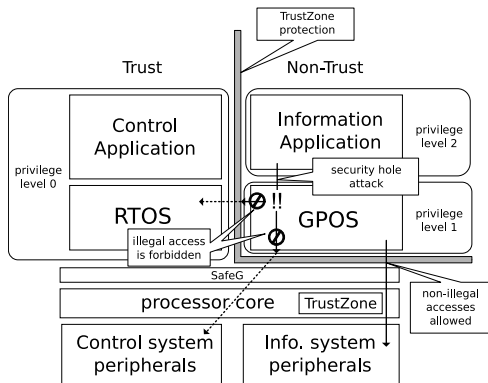 TrustZone
protection
Trust
Non-Trust
Control
Application
Information
Application
privilege
level 2
privilege
level 0
security hole
attack
RTOS
!!
GPOS
privilege
level 1
illegal access
is forbidden
SafeG
processor core
TrustZone
non-illegal
accesses
allowed
Control system
peripherals
Info. system
peripherals